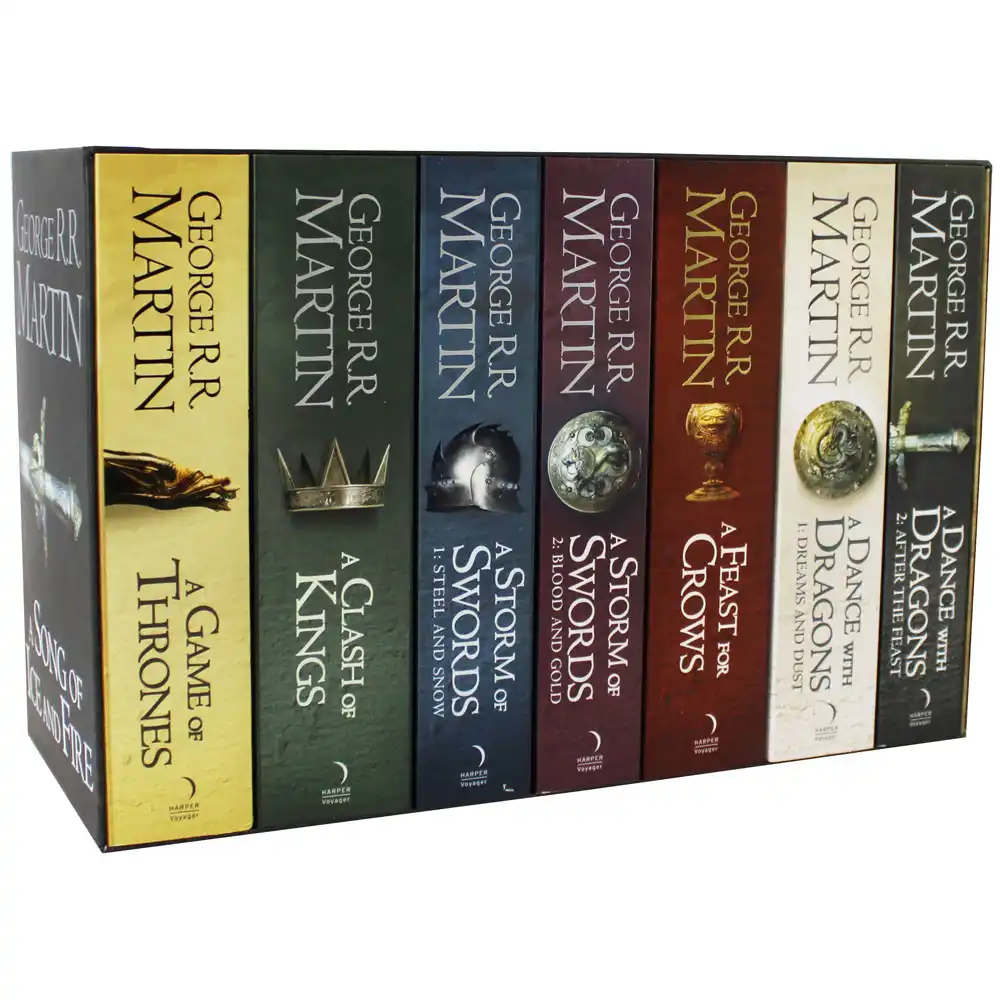 GEORGE R.R.
MARTIN
A SONG OF
ICE AND FIRE
GEORGE R.R.
MARTIN
A GAME OF
THRONES
HARPER
Voyager
GEORGE R.R.
MARTIN
A CLASH OF
KINGS
HARPER
Voyager
GEORGE R.R.
MARTIN
A STORM OF
SWORDS
1: STEEL AND SNOW
HARPER
Voyager
GEORGE R.R.
MARTIN
A STORM OF
SWORDS
2: BLOOD AND GOLD
HARPER
Voyager
GEORGE R.R.
MARTIN
A FEAST FOR
CROWS
HARPER
Voyager
GEORGE R.R.
MARTIN
A DANCE WITH
DRAGONS
1: DREAMS AND DUST
HARPER
Voyager
GEORGE R.R.
MARTIN
A DANCE WITH
DRAGONS
2: AFTER THE FEAST
HARPER
Voyager